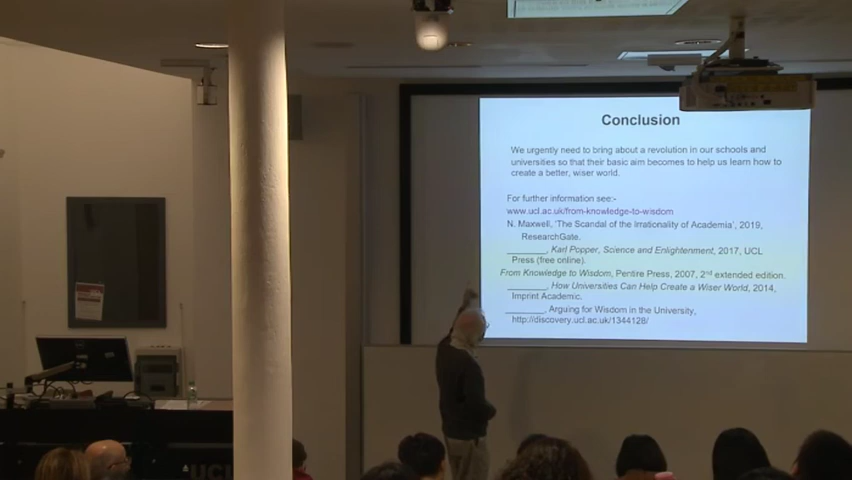 Conclusion
We urgently need to bring about a revolution in our schools and
universities so that their basic aim becomes to help us learn how to
create a better, wiser world.
For further information see:-
www.ucl.ac.uk/from-knowledge-to-wisdom
N. Maxwell, 'The Scandal of the Irrationality of Academia', 2019,
ResearchGate.
________, Karl Popper, Science and Enlightenment, 2017, UCL
Press (free online).
From Knowledge to Wisdom, Pentire Press, 2007, 2nd extended edition.
________, How Universities Can Help Create a Wiser World, 2014,
Imprint Academic.
________, Arguing for Wisdom in the University,
http://discovery.ucl.ac.uk/1344128/
UCL